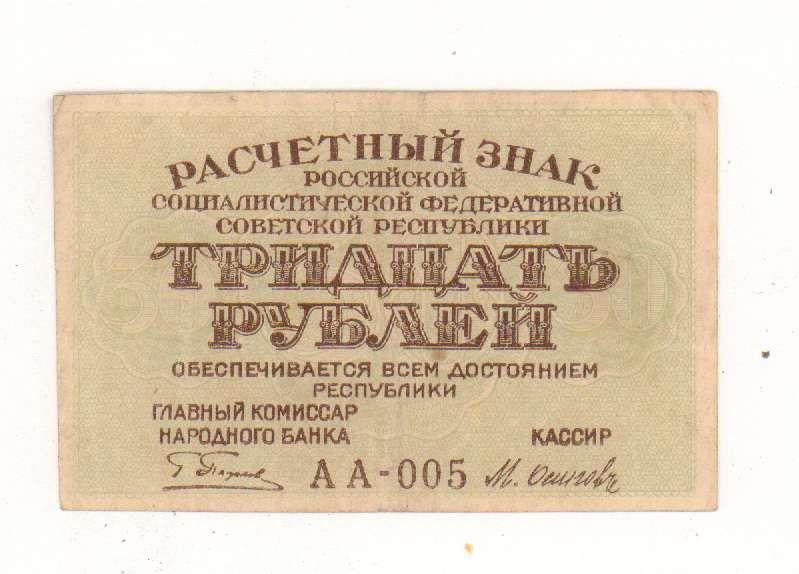 РАСЧЕТНЫЙ ЗНАК
РОССИЙСКОЙ
СОЦИАЛИСТИЧЕСКОЙ ФЕДЕРАТИВНОЙ
СОВЕТСКОЙ РЕСПУБЛИКИ
ТРИДЦАТЬ
РУБЛЕЙ
ОБЕСПЕЧИВАЕТСЯ ВСЕМ ДОСТОЯНИЕМ
РЕСПУБЛИКИ
ГЛАВНЫЙ КОМИССАР
НАРОДНОГО БАНКА
КАССИР
АА-005 М. Осиповъ